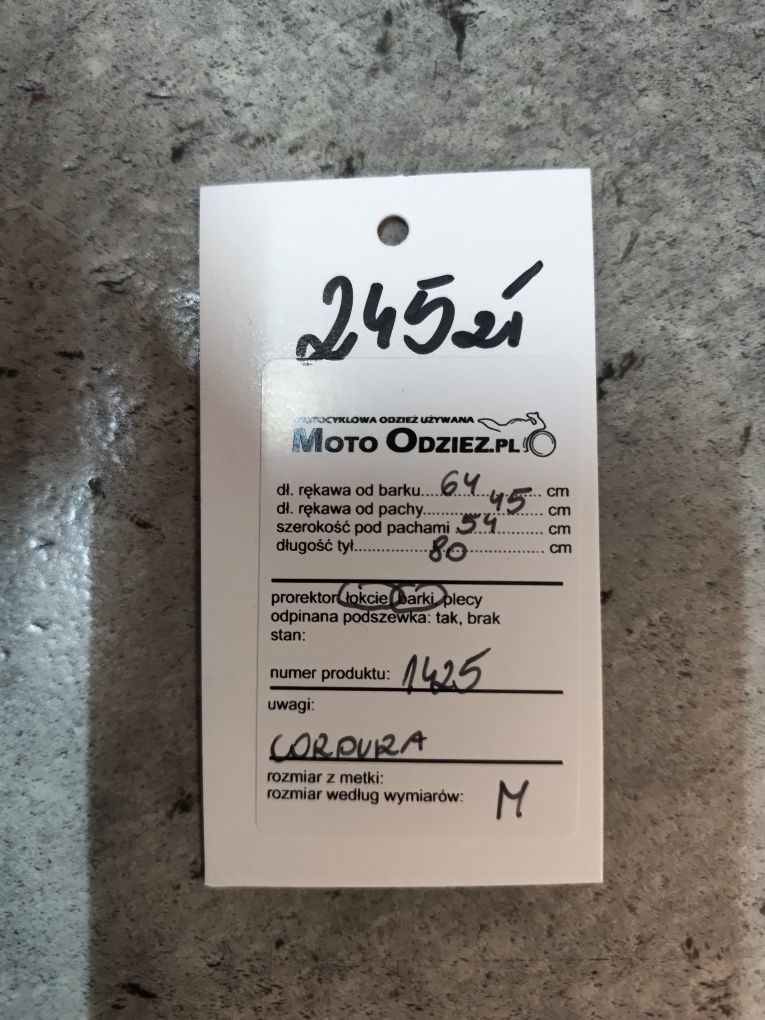 245zł
MOTOCYKLOWA ODZIEŻ UŻYWANA
MOTO ODZIEZ.PL
dł. rękawa od barku....64............ cm
dł. rękawa od pachy............45.... cm
szerokość pod pachami 54............ cm
długość tył............80............ cm
prorektor: łokcie, barki, plecy
odpinana podszewka: tak, brak
stan:
numer produktu: 1425
uwagi:
CORDURA
rozmiar z metki:
rozmiar według wymiarów: M